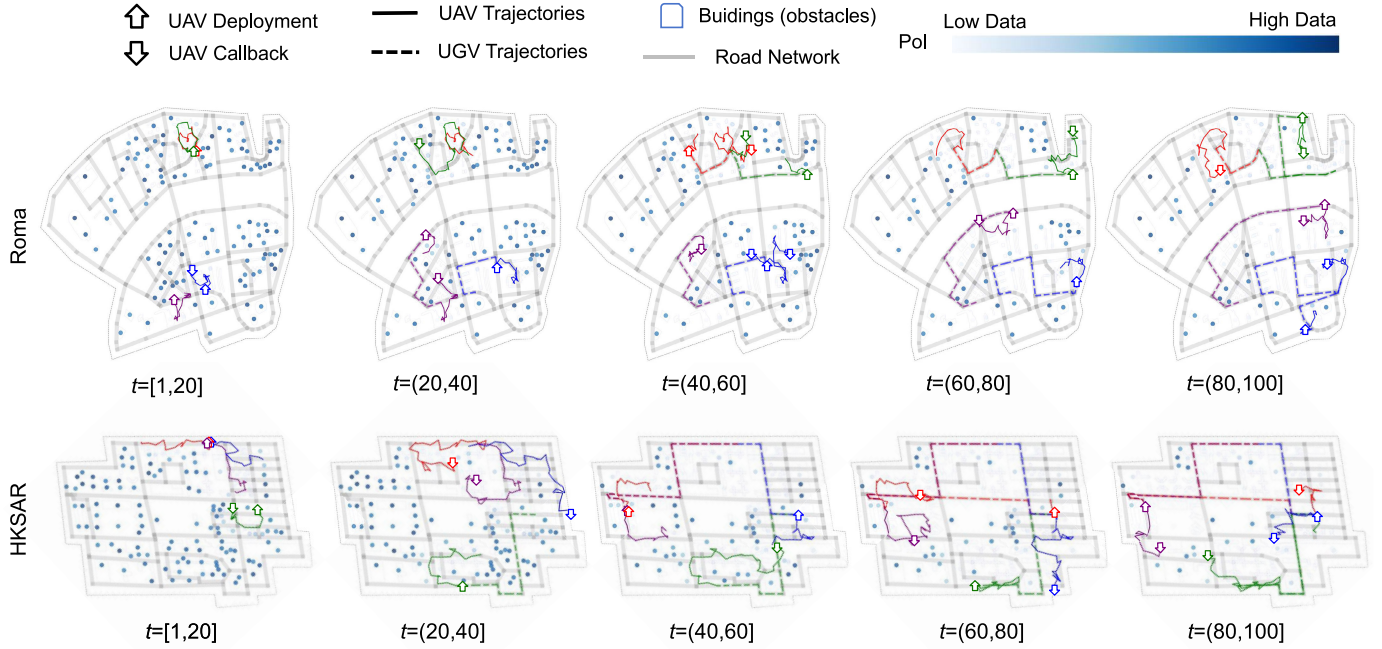 UAV Deployment
UAV Callback
UAV Trajectories
UGV Trajectories
Buidings (obstacles)
Road Network
PoI
Low Data
High Data
Roma
t=[1,20]
t=(20,40]
t=(40,60]
t=(60,80]
t=(80,100]
HKSAR
t=[1,20]
t=(20,40]
t=(40,60]
t=(60,80]
t=(80,100]